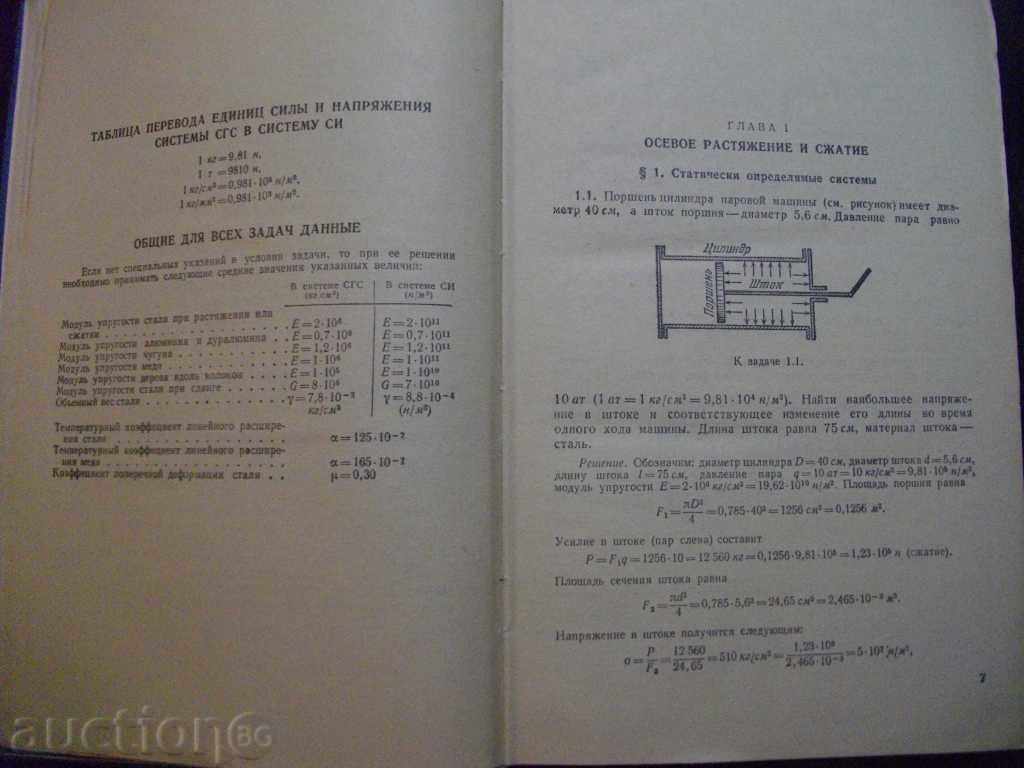 ТАБЛИЦА ПЕРЕВОДА ЕДИНИЦ СИЛЫ И НАПРЯЖЕНИЯ
СИСТЕМЫ СГС В СИСТЕМУ СИ
1 кг=9,81 н,
1 т =9810 н,
1 кг/см²=0,981·10⁵ н/м²,
ОБЩИЕ ДЛЯ ВСЕХ ЗАДАЧ ДАННЫЕ
Если нет специальных указаний в условии задачи, то при ее решении
необходимо принимать следующие средние значения указанных величин:
В системе СГС В системе СИ
(кг/см²) (н/м²)
Модуль упругости стали при растяжении или
сжатии E=2·10⁶ E=2·10¹¹
Модуль упругости алюминия и дуралюмина E=0,7·10⁶ E=0,7·10¹¹
Модуль упругости чугуна E=1,2·10⁶ E=1,2·10¹¹
Модуль упругости меди E=1·10⁶ E=1·10¹¹
Модуль упругости дерева вдоль волокон E=1·10⁵ E=1·10¹⁰
Модуль упругости стали при сдвиге G=8·10⁵ G=7·10¹⁰
Объемный вес стали γ=7,8·10⁻³ γ=8,8·10⁻⁴
кг/см³ (н/м³)
Температурный коэффициент линейного расшире-
ния стали α=125·10⁻⁷
Температурный коэффициент линейного расшире-
ния меди α=165·10⁻⁷
Коэффициент поперечной деформации стали μ=0,30
ГЛАВА I
ОСЕВОЕ РАСТЯЖЕНИЕ И СЖАТИЕ
§ 1. Статически определимые системы
1.1. Поршень цилиндра паровой машины (см. рисунок) имеет диа-
метр 40 см, а шток поршня—диаметр 5,6 см. Давление пара равно
Цилиндр
Поршень
Шток
К задаче 1.1.
10 ат (1 ат=1 кг/см²=9,81·10⁴ н/м²). Найти наибольшее напряже-
ние в штоке и соответствующее изменение его длины во время
одного хода машины. Длина штока равна 75 см, материал штока—
сталь.
Решение. Обозначим: диаметр цилиндра D=40 см, диаметр штока d=5,6 см,
длину штока l=75 см, давление пара q=10 ат=10 кг/см²=9,81·10⁵ н/м²,
модуль упругости E=2·10⁶ кг/см²=19,62·10¹⁰ н/м². Площадь поршня равна
F₁=πD²/4=0,785·40²=1256 см²=0,1256 м².
Усилие в штоке (пар слева) составит
P=F₁q=1256·10=12 560 кг=0,1256·9,81·10⁵=1,23·10⁵ н (сжатие).
Площадь сечения штока равна
F₂=πd²/4=0,785·5,6²=24,65 см²=2,465·10⁻³ м².
Напряжение в штоке получится следующим:
σ=P/F₂=12 560/24,65=510 кг/см²=1,23·10⁵/2,465·10⁻³=5·10⁷ н/м²,
7
auction BG